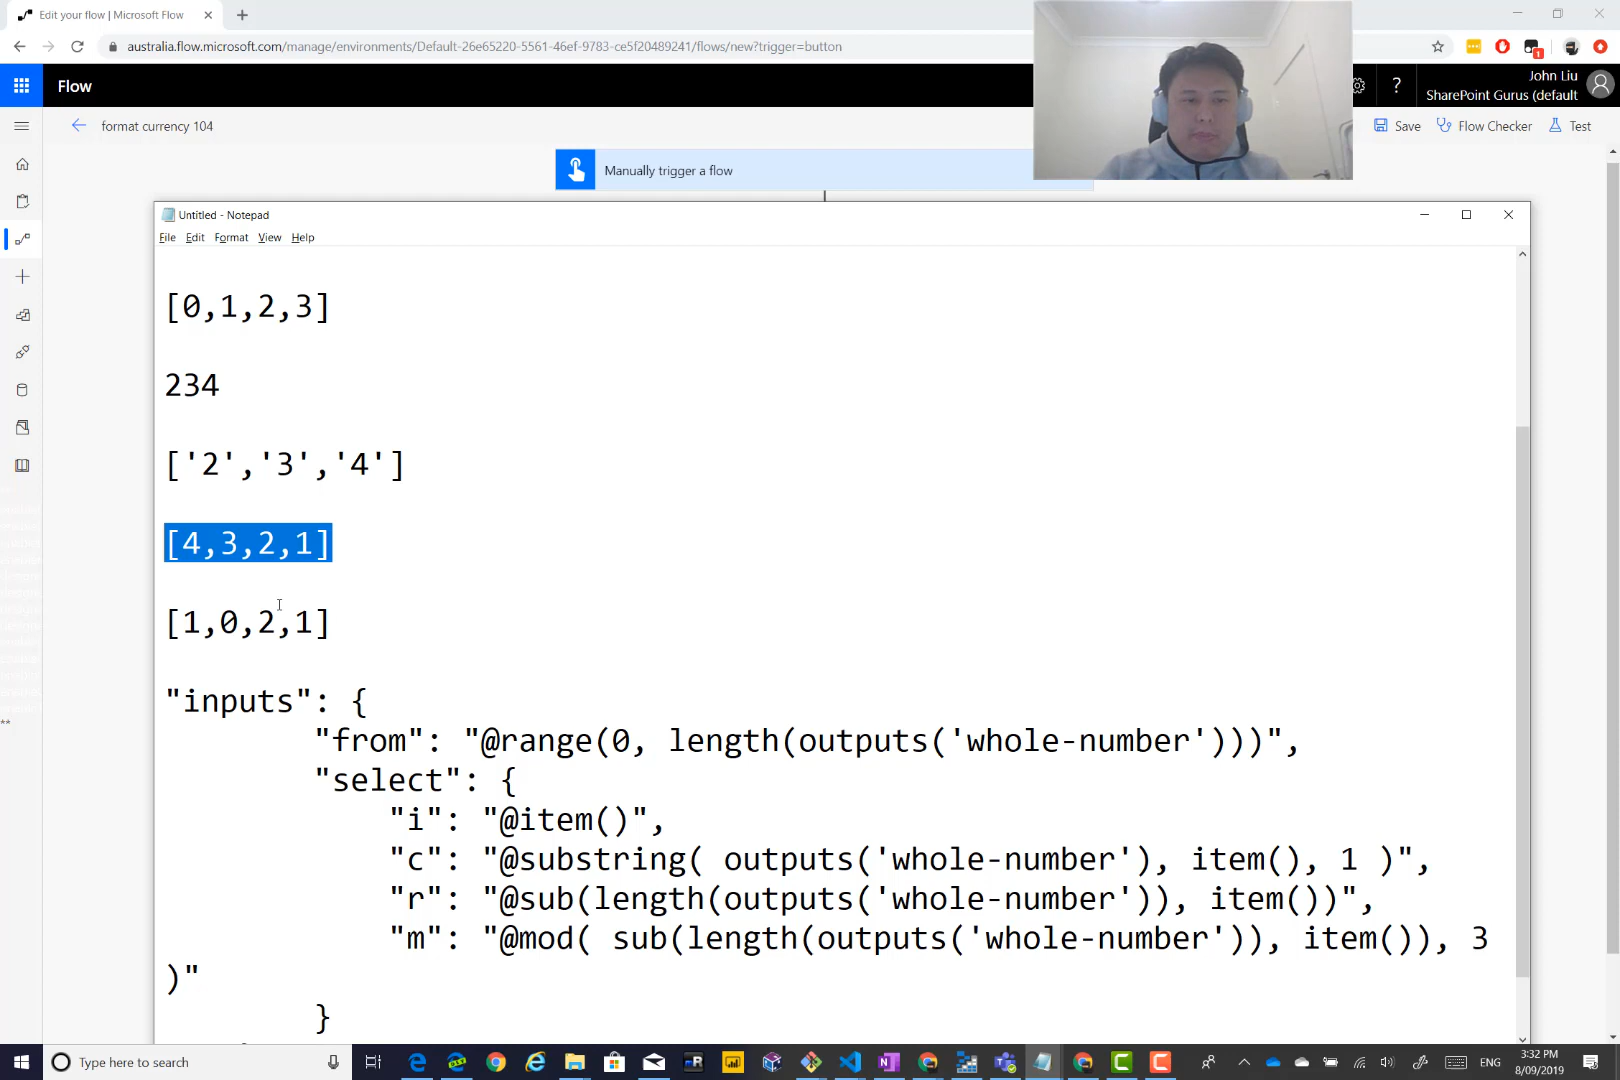 Edit your flow | Microsoft Flow
australia.flow.microsoft.com/manage/environments/Default-26e65220-5561-46ef-9783-ce5f20489241/flows/new?trigger=button
Flow
John Liu
SharePoint Gurus (default
format currency 104
Save
Flow Checker
Test
Manually trigger a flow
Untitled - Notepad
File Edit Format View Help
[0,1,2,3]
234
['2','3','4']
[4,3,2,1]
[1,0,2,1]
"inputs": {
"from": "@range(0, length(outputs('whole-number')))",
"select": {
"i": "@item()",
"c": "@substring( outputs('whole-number'), item(), 1 )",
"r": "@sub(length(outputs('whole-number')), item())",
"m": "@mod( sub(length(outputs('whole-number')), item()), 3
)"
}
Type here to search
ENG
3:32 PM
8/09/2019